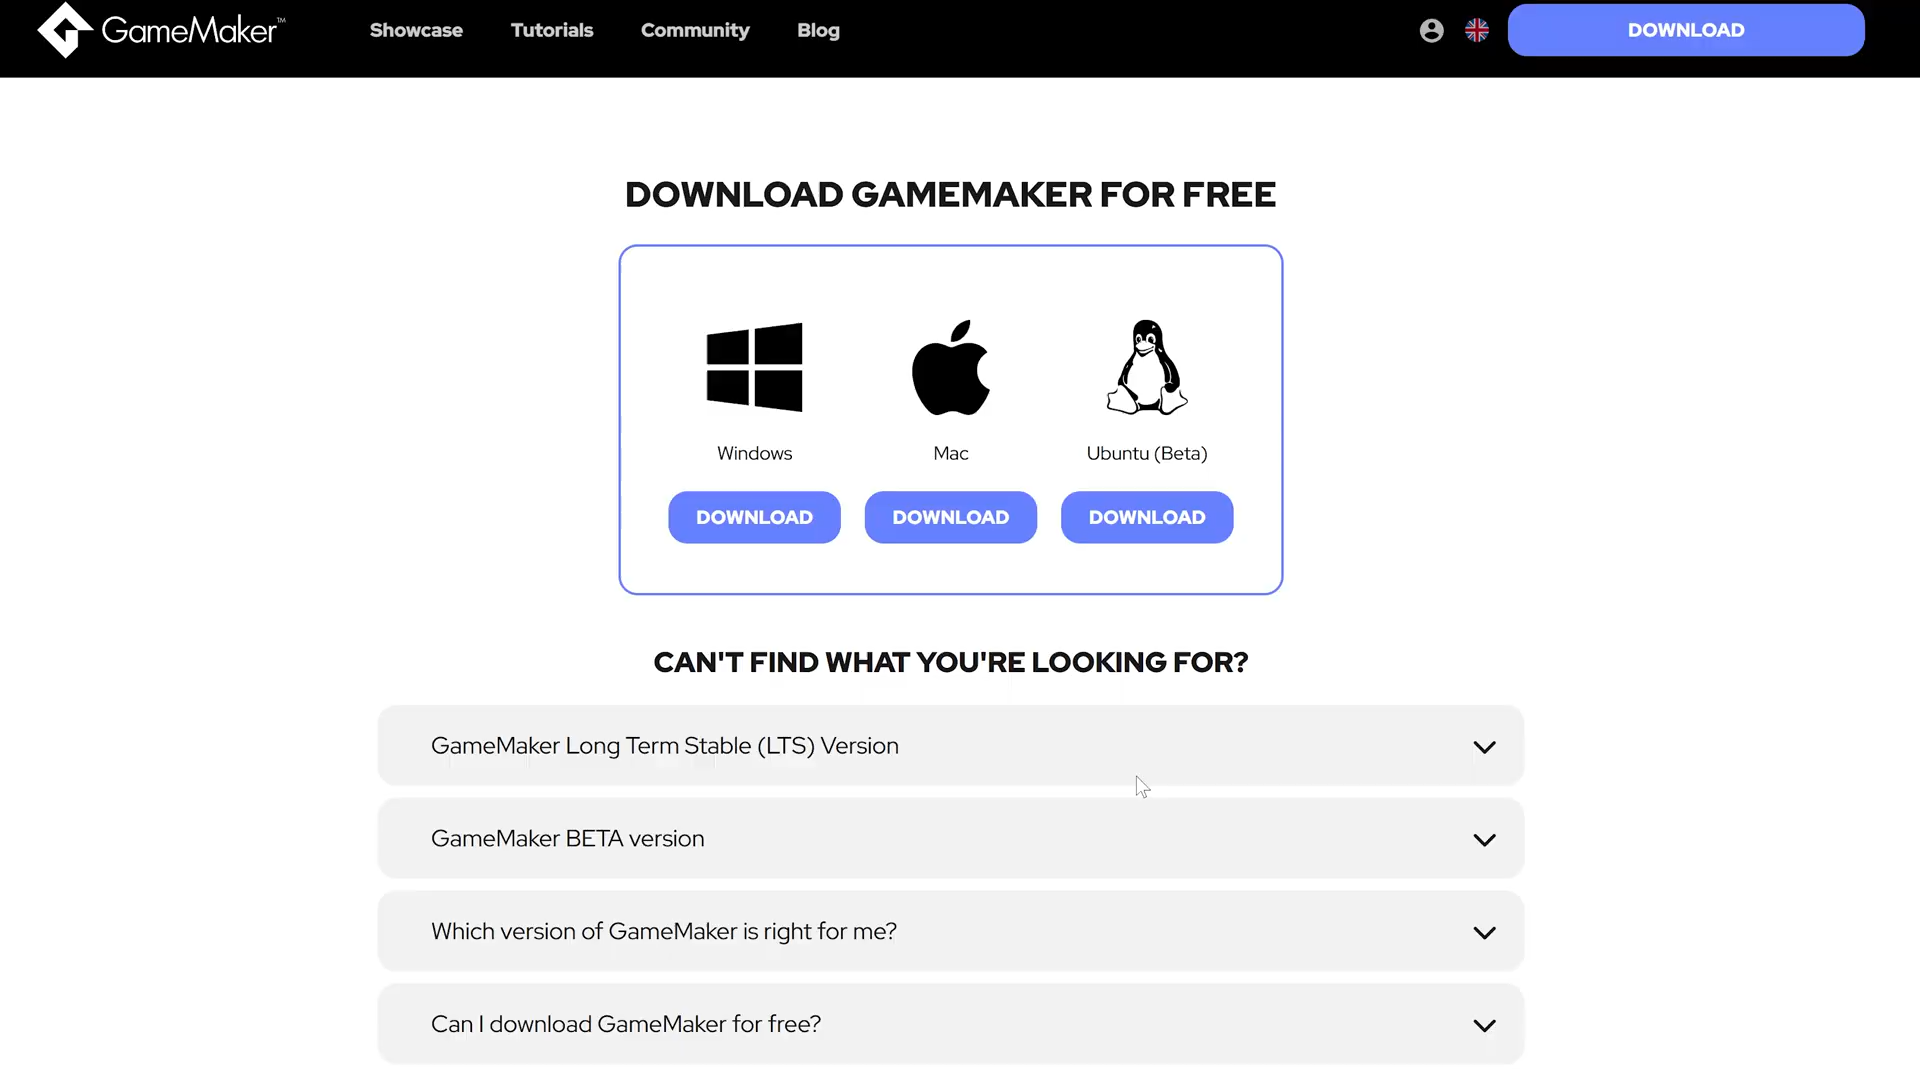 GameMaker™
Showcase
Tutorials
Community
Blog
DOWNLOAD
DOWNLOAD GAMEMAKER FOR FREE
Windows
Mac
Ubuntu (Beta)
DOWNLOAD
DOWNLOAD
DOWNLOAD
CAN'T FIND WHAT YOU'RE LOOKING FOR?
GameMaker Long Term Stable (LTS) Version
GameMaker BETA version
Which version of GameMaker is right for me?
Can I download GameMaker for free?